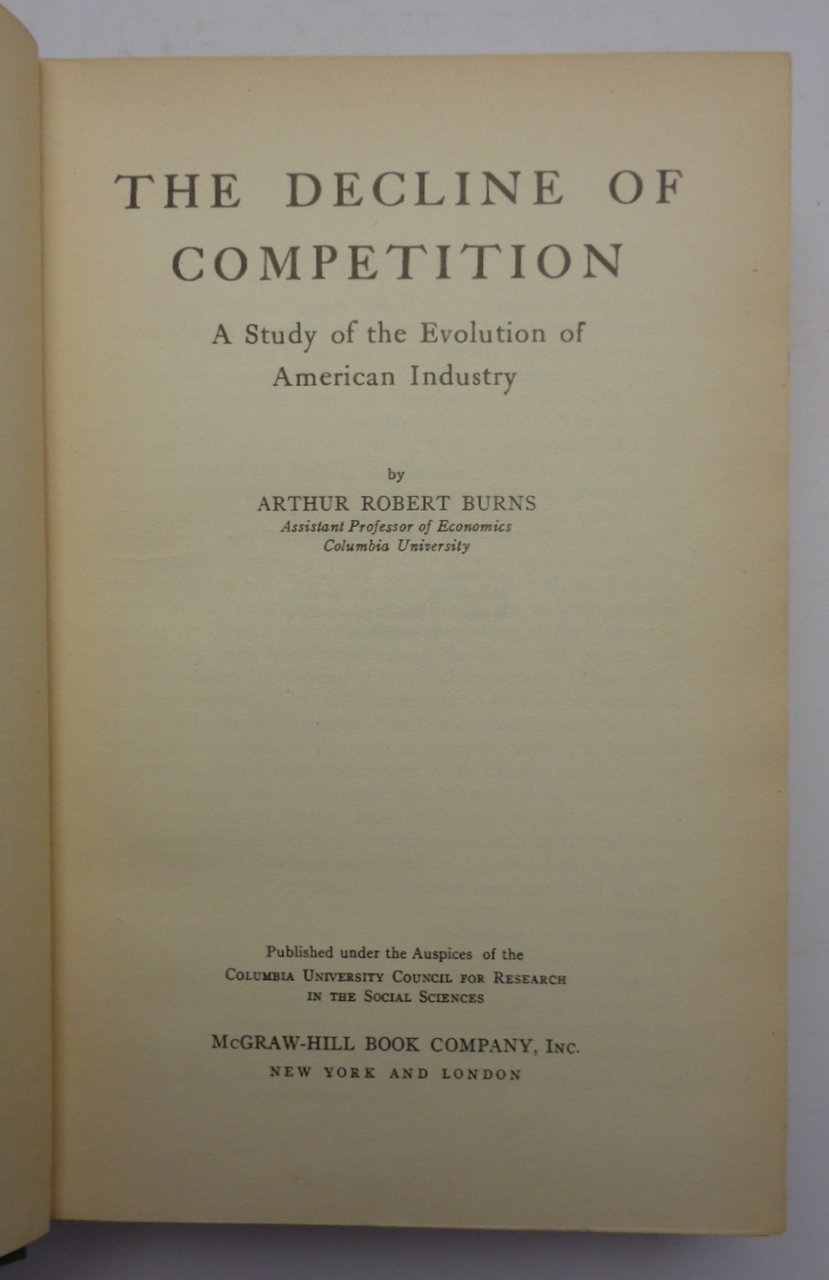 THE DECLINE OF
COMPETITION
A Study of the Evolution of
American Industry
by
ARTHUR ROBERT BURNS
Assistant Professor of Economics
Columbia University
Published under the Auspices of the
COLUMBIA UNIVERSITY COUNCIL FOR RESEARCH
IN THE SOCIAL SCIENCES
McGRAW-HILL BOOK COMPANY, INC.
NEW YORK AND LONDON